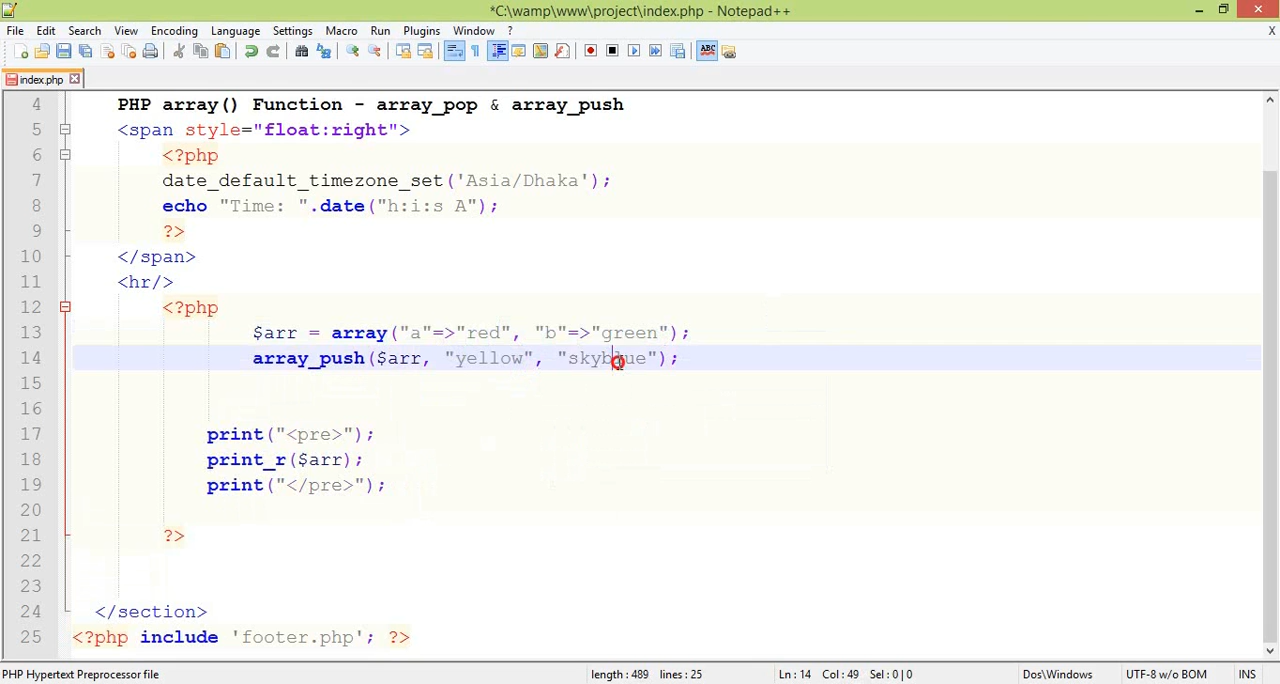 *C:\wamp\www\project\index.php - Notepad++
File Edit Search View Encoding Language Settings Macro Run Plugins Window ? X
index.php
4 PHP array() Function - array_pop & array_push
5 <span style="float:right">
6 <?php
7 date_default_timezone_set('Asia/Dhaka');
8 echo "Time: ".date("h:i:s A");
9 ?>
10 </span>
11 <hr/>
12 <?php
13 $arr = array("a"=>"red", "b"=>"green");
14 array_push($arr, "yellow", "skyblue");
15
16
17 print("<pre>");
18 print_r($arr);
19 print("</pre>");
20
21 ?>
22
23
24 </section>
25 <?php include 'footer.php'; ?>
PHP Hypertext Preprocessor file length : 489 lines : 25 Ln : 14 Col : 49 Sel : 0 | 0 Dos\Windows UTF-8 w/o BOM INS